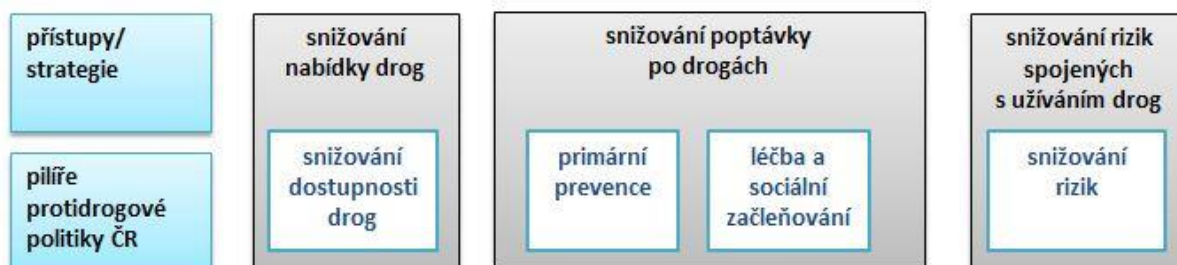 přístupy/
strategie
snižování
nabídky drog
snižování poptávky
po drogách
snižování rizik
spojených
s užíváním drog
pilíře
protidrogové
politiky ČR
snižování
dostupnosti
drog
primární
prevence
léčba a
sociální
začleňování
snižování
rizik